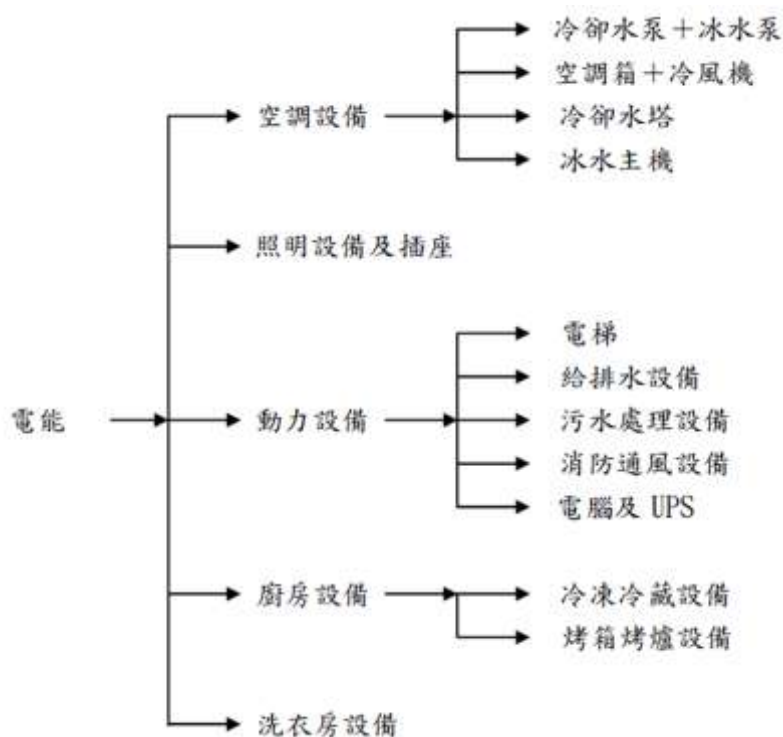 電能
空調設備
冷卻水泵＋冰水泵
空調箱＋冷風機
冷卻水塔
冰水主機
照明設備及插座
動力設備
電梯
給排水設備
污水處理設備
消防通風設備
電腦及 UPS
廚房設備
冷凍冷藏設備
烤箱烤爐設備
洗衣房設備